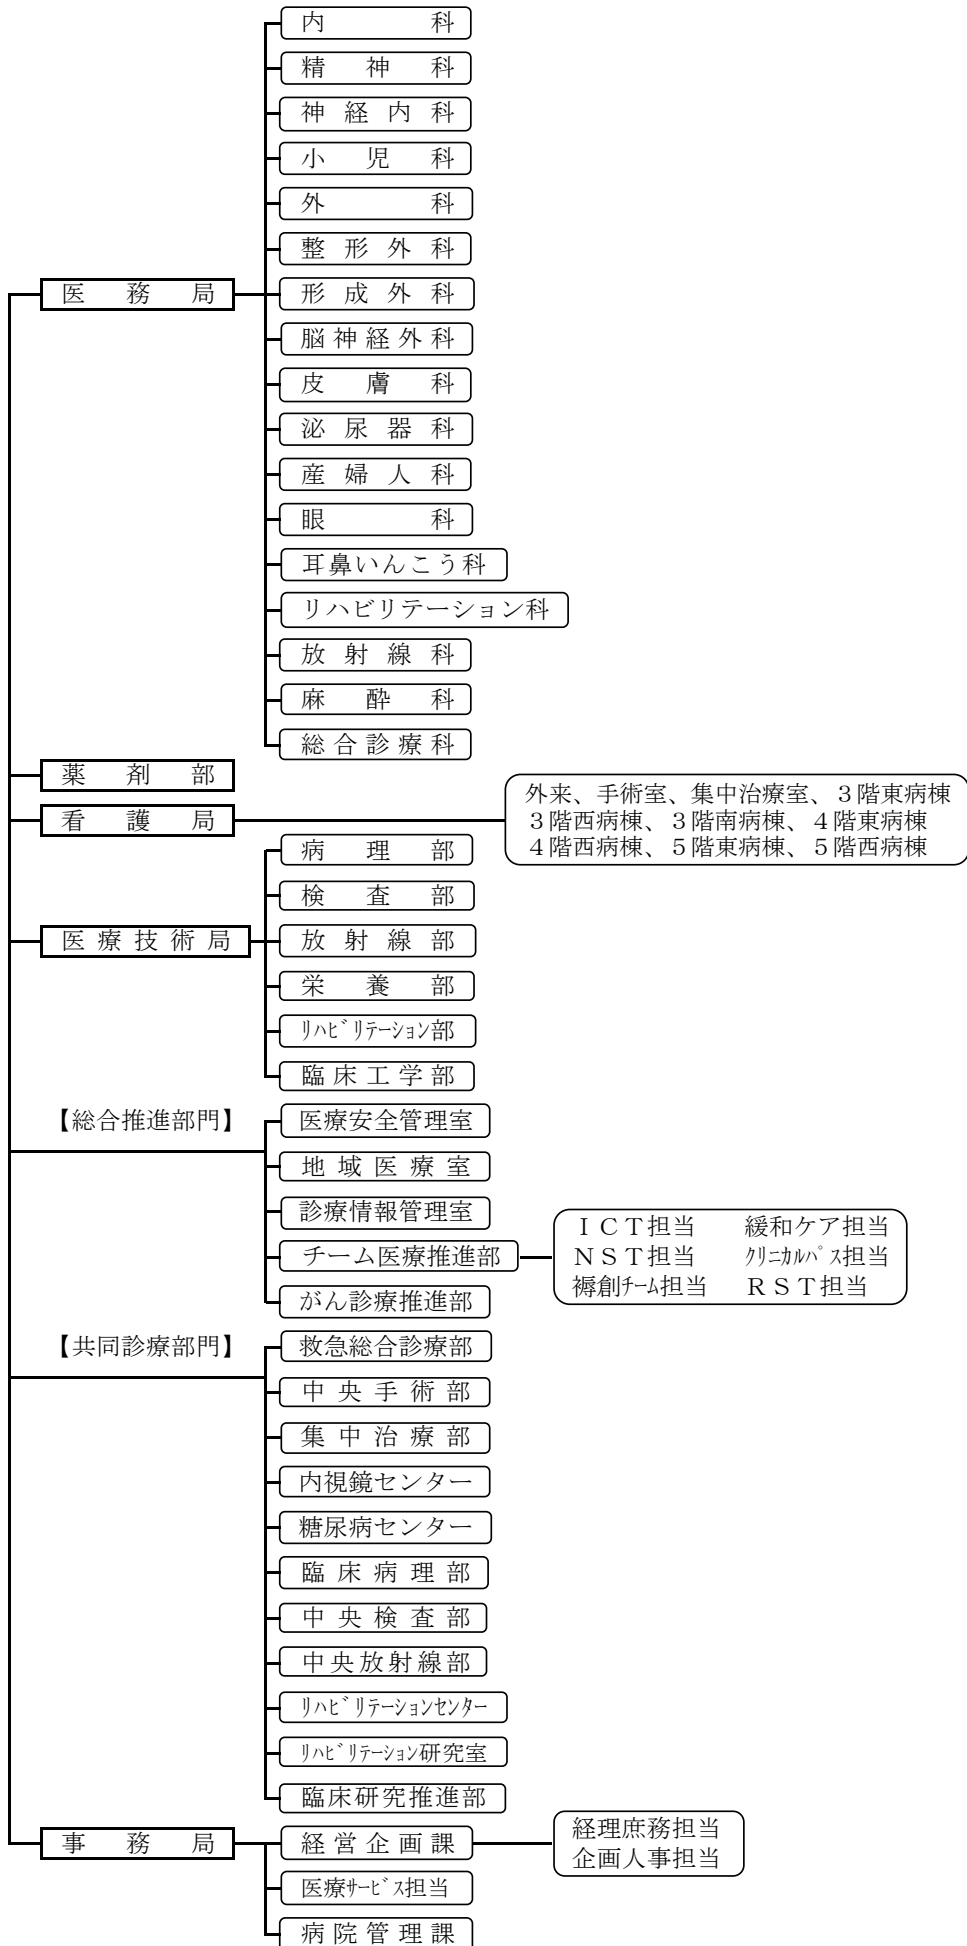 内科
精神科
神経内科
小児科
外科
整形外科
医務局
形成外科
脳神経外科
皮膚科
泌尿器科
産婦人科
眼科
耳鼻いんこう科
リハビリテーション科
放射線科
麻酔科
総合診療科
薬剤部
看護局
外来、手術室、集中治療室、３階東病棟
３階西病棟、３階南病棟、４階東病棟
４階西病棟、５階東病棟、５階西病棟
病理部
検査部
医療技術局
放射線部
栄養部
ﾘﾊﾋﾞﾘﾃｰｼｮﾝ部
臨床工学部
【総合推進部門】
医療安全管理室
地域医療室
診療情報管理室
チーム医療推進部
ＩＣＴ担当 緩和ケア担当
ＮＳＴ担当 ｸﾘﾆｶﾙﾊﾟｽ担当
褥創ﾁｰﾑ担当 ＲＳＴ担当
がん診療推進部
【共同診療部門】
救急総合診療部
中央手術部
集中治療部
内視鏡センター
糖尿病センター
臨床病理部
中央検査部
中央放射線部
ﾘﾊﾋﾞﾘﾃｰｼｮﾝｾﾝﾀｰ
ﾘﾊﾋﾞﾘﾃｰｼｮﾝ研究室
臨床研究推進部
事務局
経営企画課
経理庶務担当
企画人事担当
医療ｻｰﾋﾞｽ担当
病院管理課